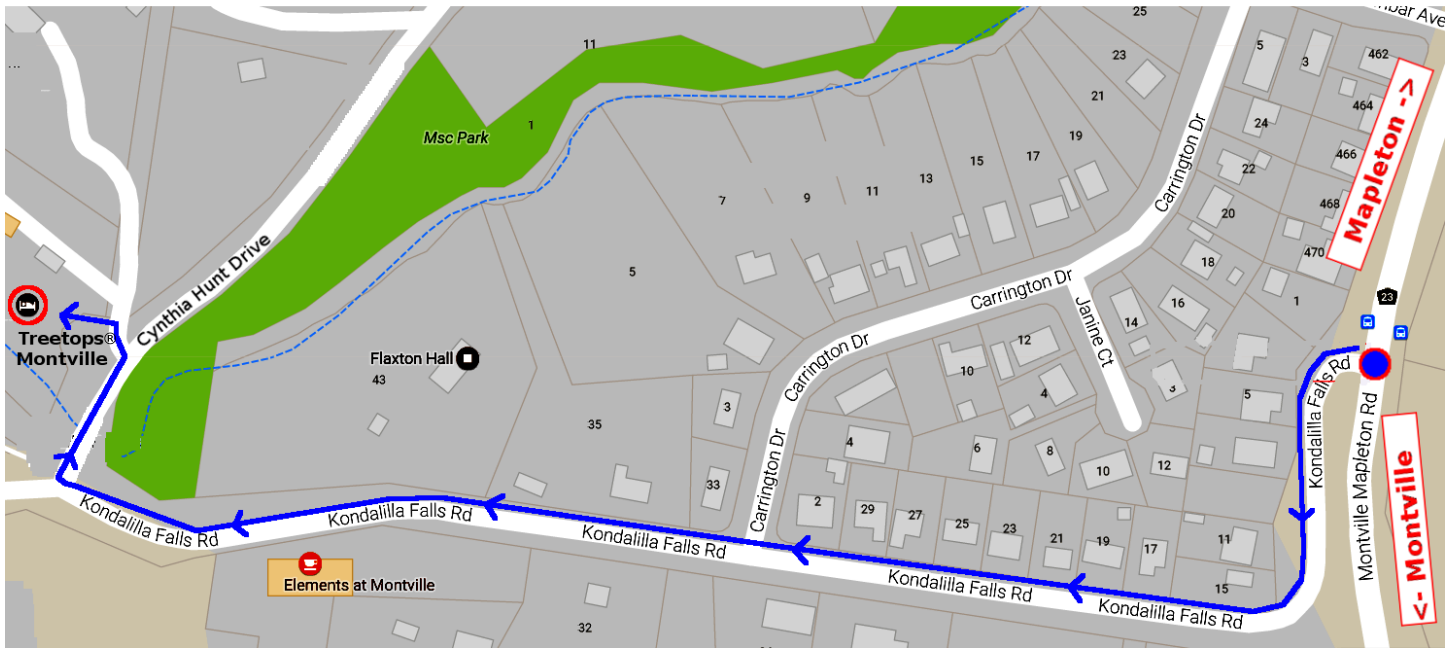 25
bar Ave
11
5
3
462
23
...
21
464
24
Mapleton ->
1
Msc Park
19
466
15
17
22
13
11
9
7
468
20
Carrington Dr
470
18
5
Cynthia Hunt Drive
Carrington Dr
16
1
23
Janine Ct
14
Treetops®
Montville
Flaxton Hall
Carrington Dr
12
10
43
4
Kondalilla Falls Rd
5
3
35
4
6
8
10
12
Montville Mapleton Rd
<- Montville
33
Carrington Dr
2
29
27
25
23
21
19
17
11
15
Kondalilla Falls Rd
Kondalilla Falls Rd
Kondalilla Falls Rd
Kondalilla Falls Rd
Kondalilla Falls Rd
Elements at Montville
32